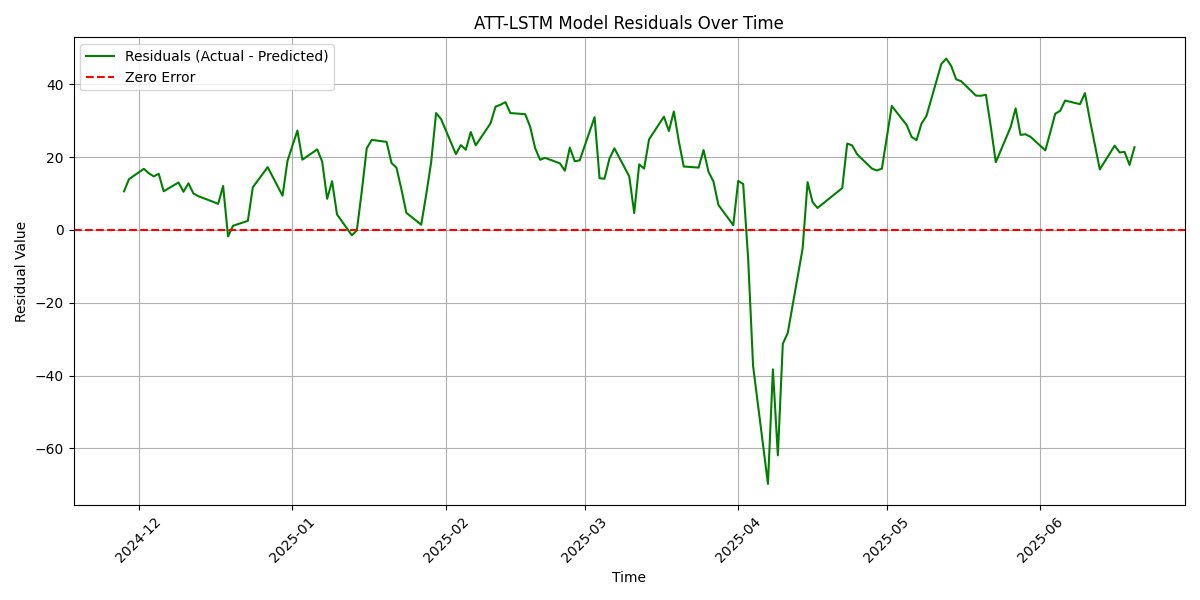 ATT-LSTM Model Residuals Over Time
Residuals (Actual - Predicted)
Zero Error
Residual Value
40
20
0
−20
−40
−60
2024-12
2025-01
2025-02
2025-03
2025-04
2025-05
2025-06
Time